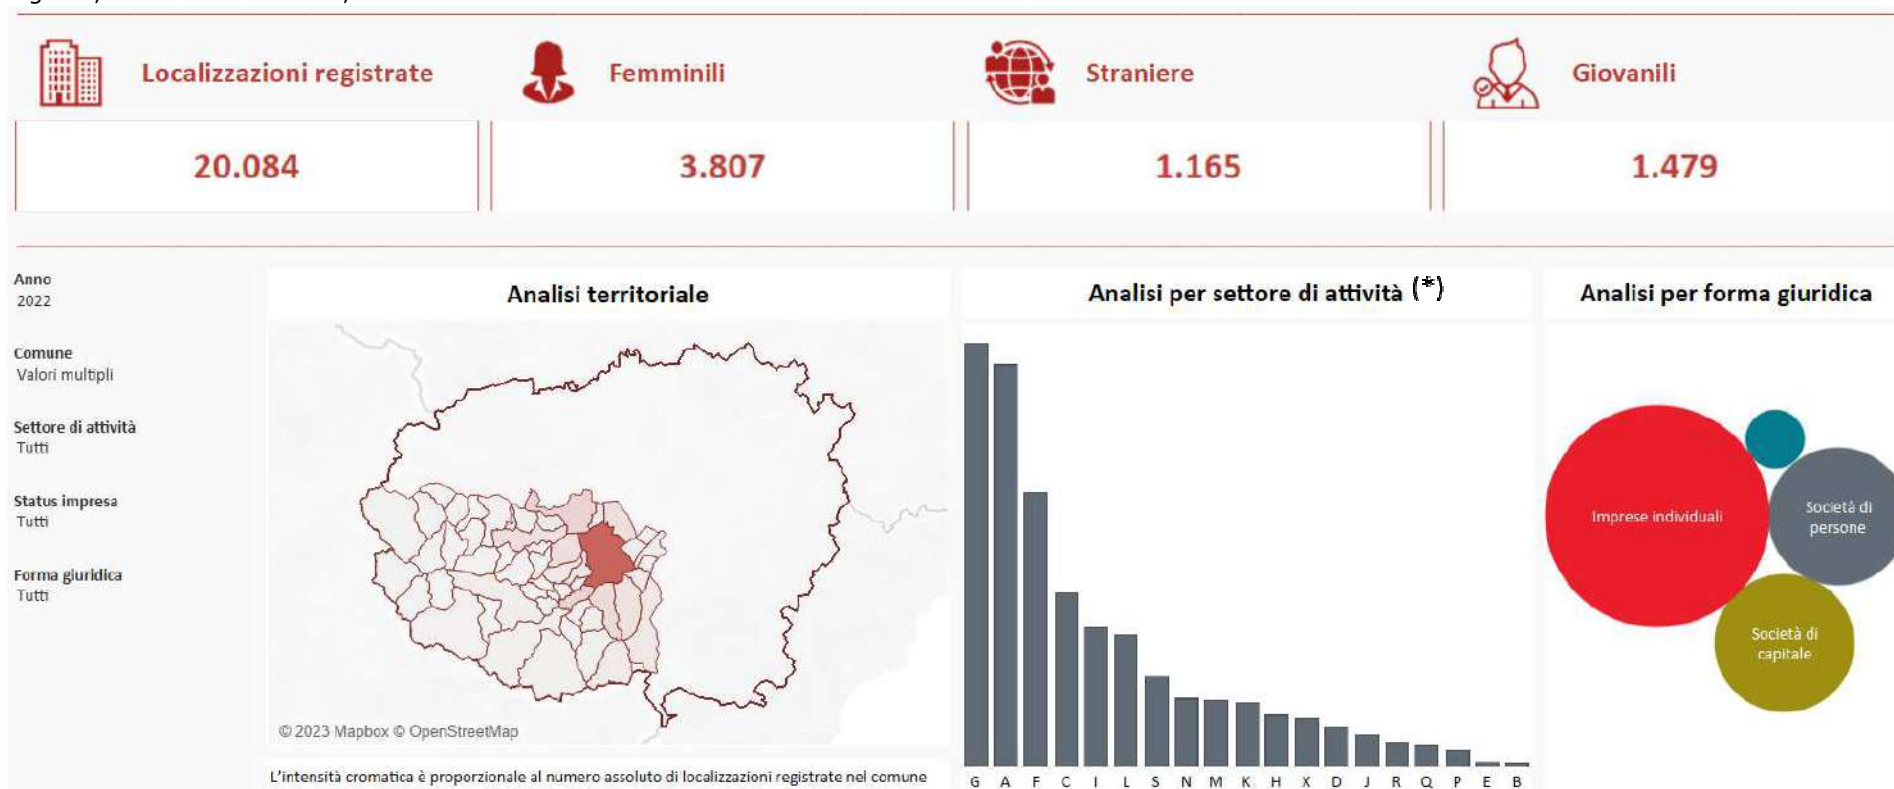 Localizzazioni registrate
Femminili
Straniere
Giovanili
20.084
3.807
1.165
1.479
Anno
2022
Comune
Valori multipli
Settore di attività
Tutti
Status impresa
Tutti
Forma giuridica
Tutti
Analisi territoriale
© 2023 Mapbox © OpenStreetMap
L'intensità cromatica è proporzionale al numero assoluto di localizzazioni registrate nel comune
Analisi per settore di attività (*)
G A F C I L S N M K H X D J R Q P E B
Analisi per forma giuridica
Imprese individuali
Società di
persone
Società di
capitale